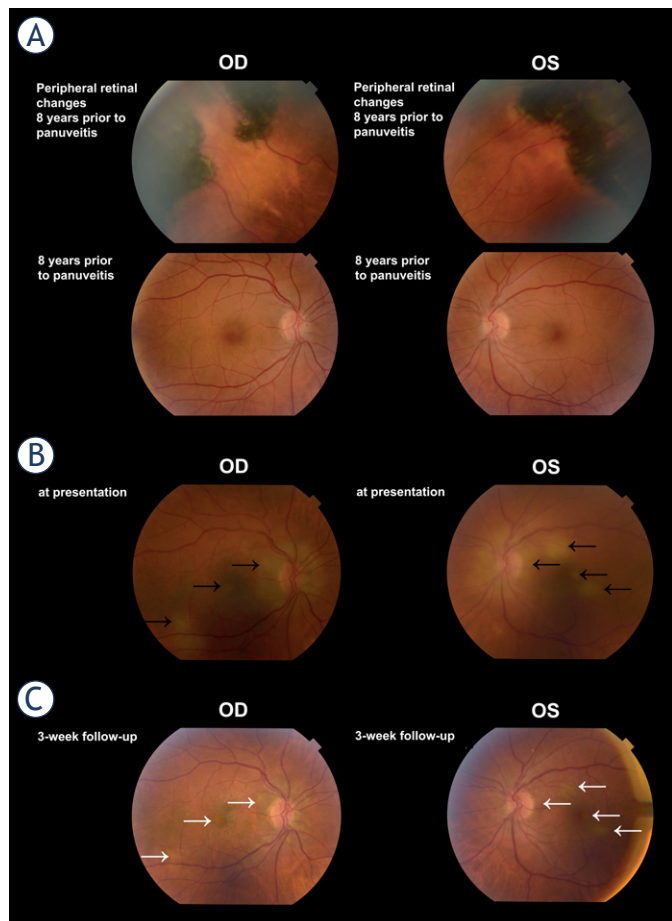 A
OD
OS
Peripheral retinal
changes
8 years prior to
panuveitis
Peripheral retinal
changes
8 years prior to
panuveitis
8 years prior
to panuveitis
8 years prior
to panuveitis
B
OD
OS
at presentation
at presentation
C
OD
OS
3-week follow-up
3-week follow-up